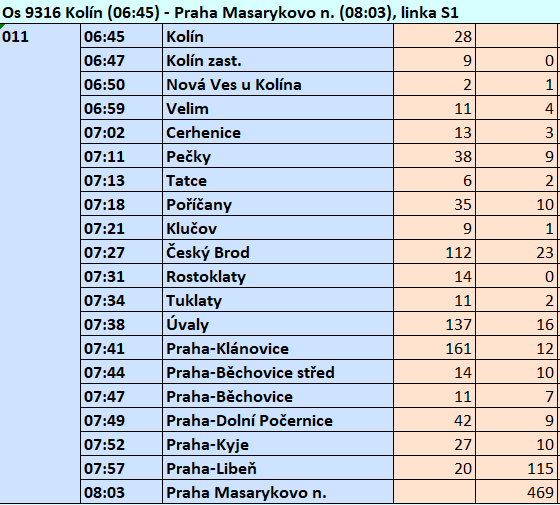 Os 9316 Kolín (06:45) - Praha Masarykovo n. (08:03), linka S1
011 06:45 Kolín 28
06:47 Kolín zast. 9 0
06:50 Nová Ves u Kolína 2 1
06:59 Velim 11 4
07:02 Cerhenice 13 3
07:11 Pečky 38 9
07:13 Tatce 6 2
07:18 Poříčany 35 10
07:21 Klučov 9 1
07:27 Český Brod 112 23
07:31 Rostoklaty 14 0
07:34 Tuklaty 11 2
07:38 Úvaly 137 16
07:41 Praha-Klánovice 161 12
07:44 Praha-Běchovice střed 14 10
07:47 Praha-Běchovice 11 7
07:49 Praha-Dolní Počernice 42 9
07:52 Praha-Kyje 27 10
07:57 Praha-Libeň 20 115
08:03 Praha Masarykovo n. 469